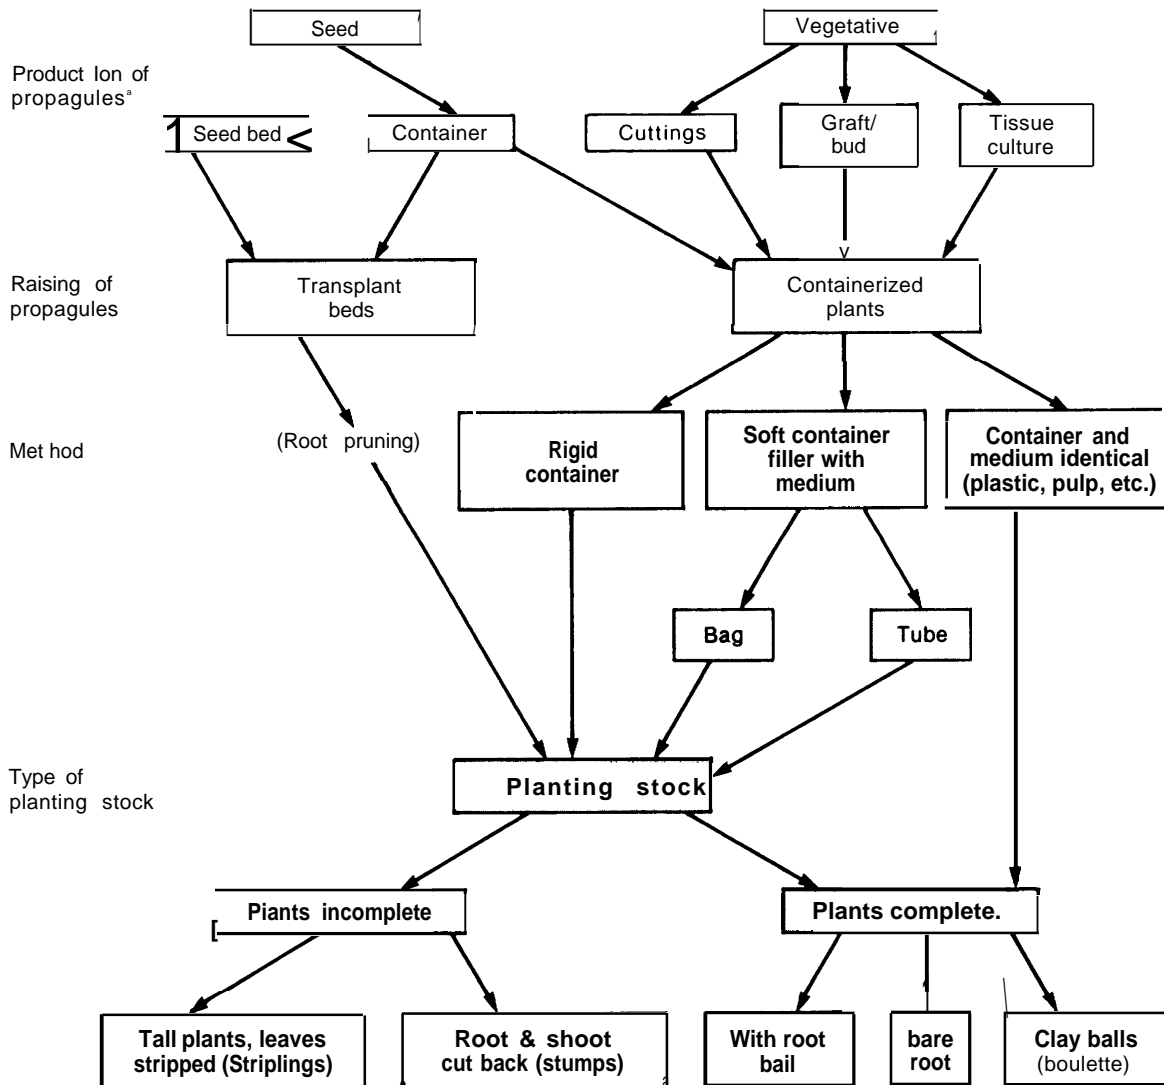 Seed
Vegetative
Product Ion of
propagulesª
Seed bed <
Container
Cuttings
Graft/
bud
Tissue
culture
Raising of
propagules
Transplant
beds
v
Containerized
plants
Met hod
(Root pruning)
Rigid
container
Soft container
filler with
medium
Container and
medium identical
(plastic, pulp, etc.)
Bag
Tube
Type of
planting stock
Planting stock
Piants incomplete
Plants complete.
Tall plants, leaves
stripped (Striplings)
Root & shoot
cut back (stumps)
With root
bail
bare
root
Clay balls
(boulette)